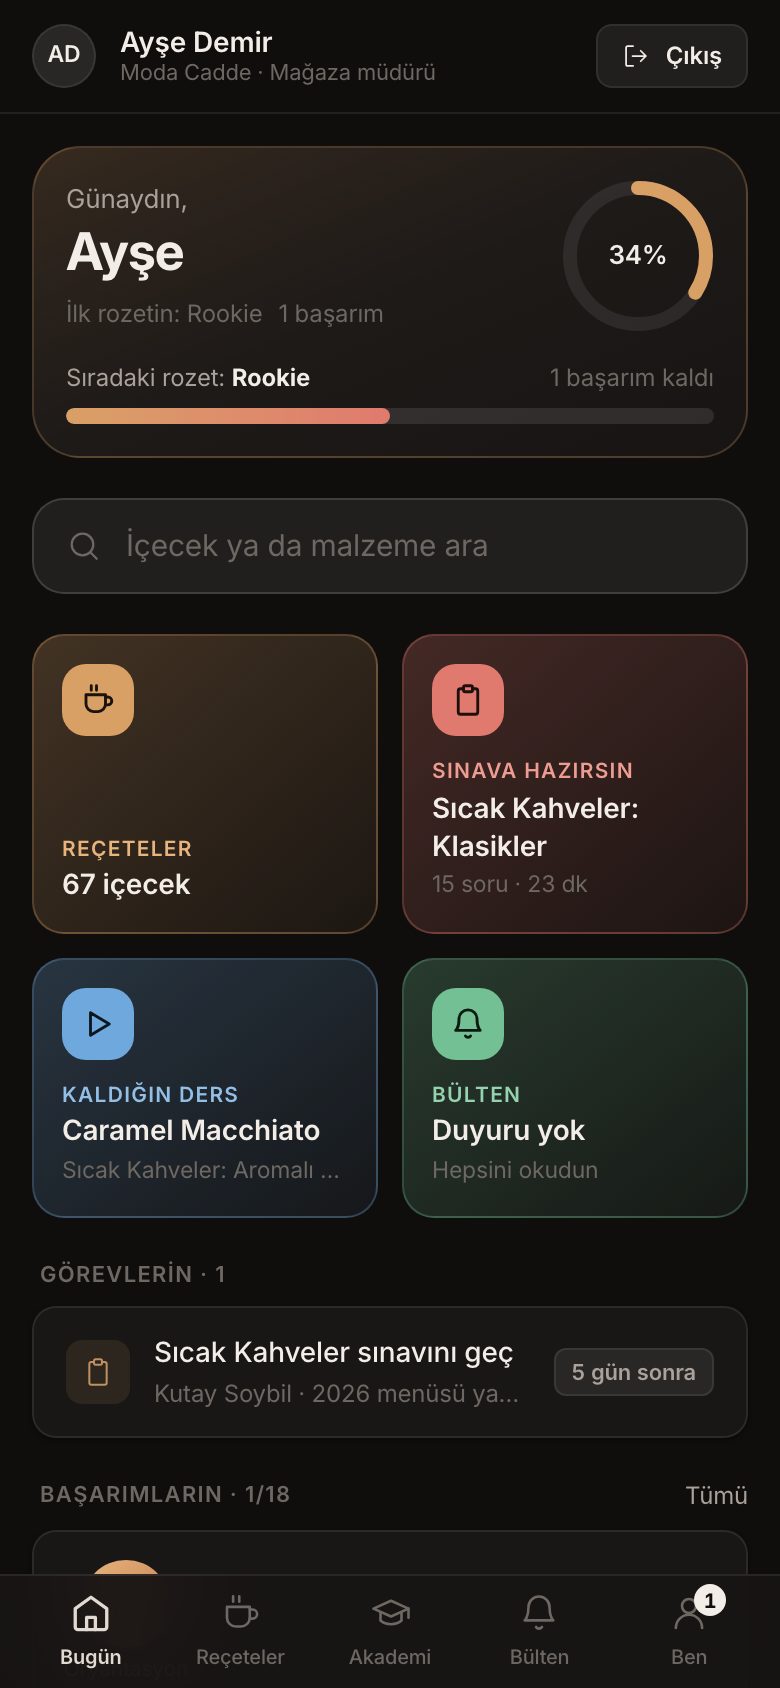 AD
Ayşe Demir
Moda Cadde · Mağaza müdürü
Çıkış
Günaydın,
Ayşe
İlk rozetin: Rookie 1 başarım
34%
Sıradaki rozet: Rookie
1 başarım kaldı
İçecek ya da malzeme ara
REÇETELER
67 içecek
SINAVA HAZIRSIN
Sıcak Kahveler:
Klasikler
15 soru · 23 dk
KALDIĞIN DERS
Caramel Macchiato
Sıcak Kahveler: Aromalı ...
BÜLTEN
Duyuru yok
Hepsini okudun
GÖREVLERİN · 1
Sıcak Kahveler sınavını geç
Kutay Soybil · 2026 menüsü ya...
5 gün sonra
BAŞARIMLARIN · 1/18
Tümü
Oryantasyon
1
Bugün
Reçeteler
Akademi
Bülten
Ben